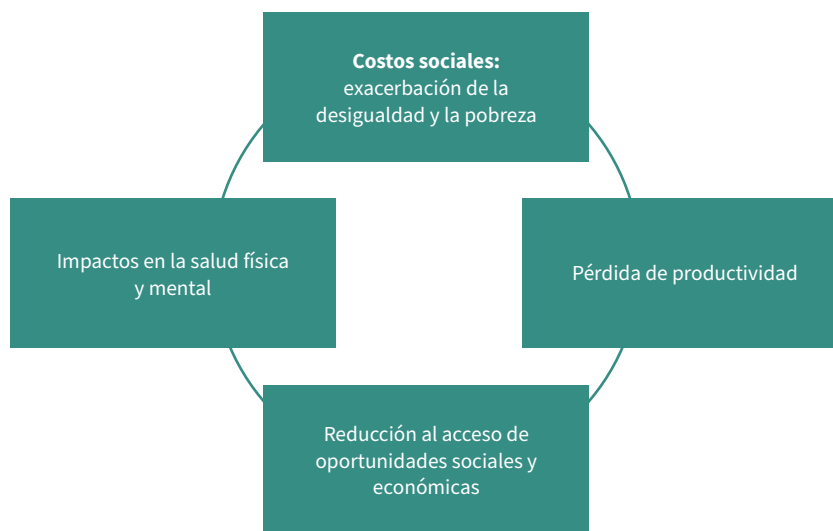 Costos sociales:
exacerbación de la
desigualdad y la pobreza
Impactos en la salud física
y mental
Pérdida de productividad
Reducción al acceso de
oportunidades sociales y
económicas